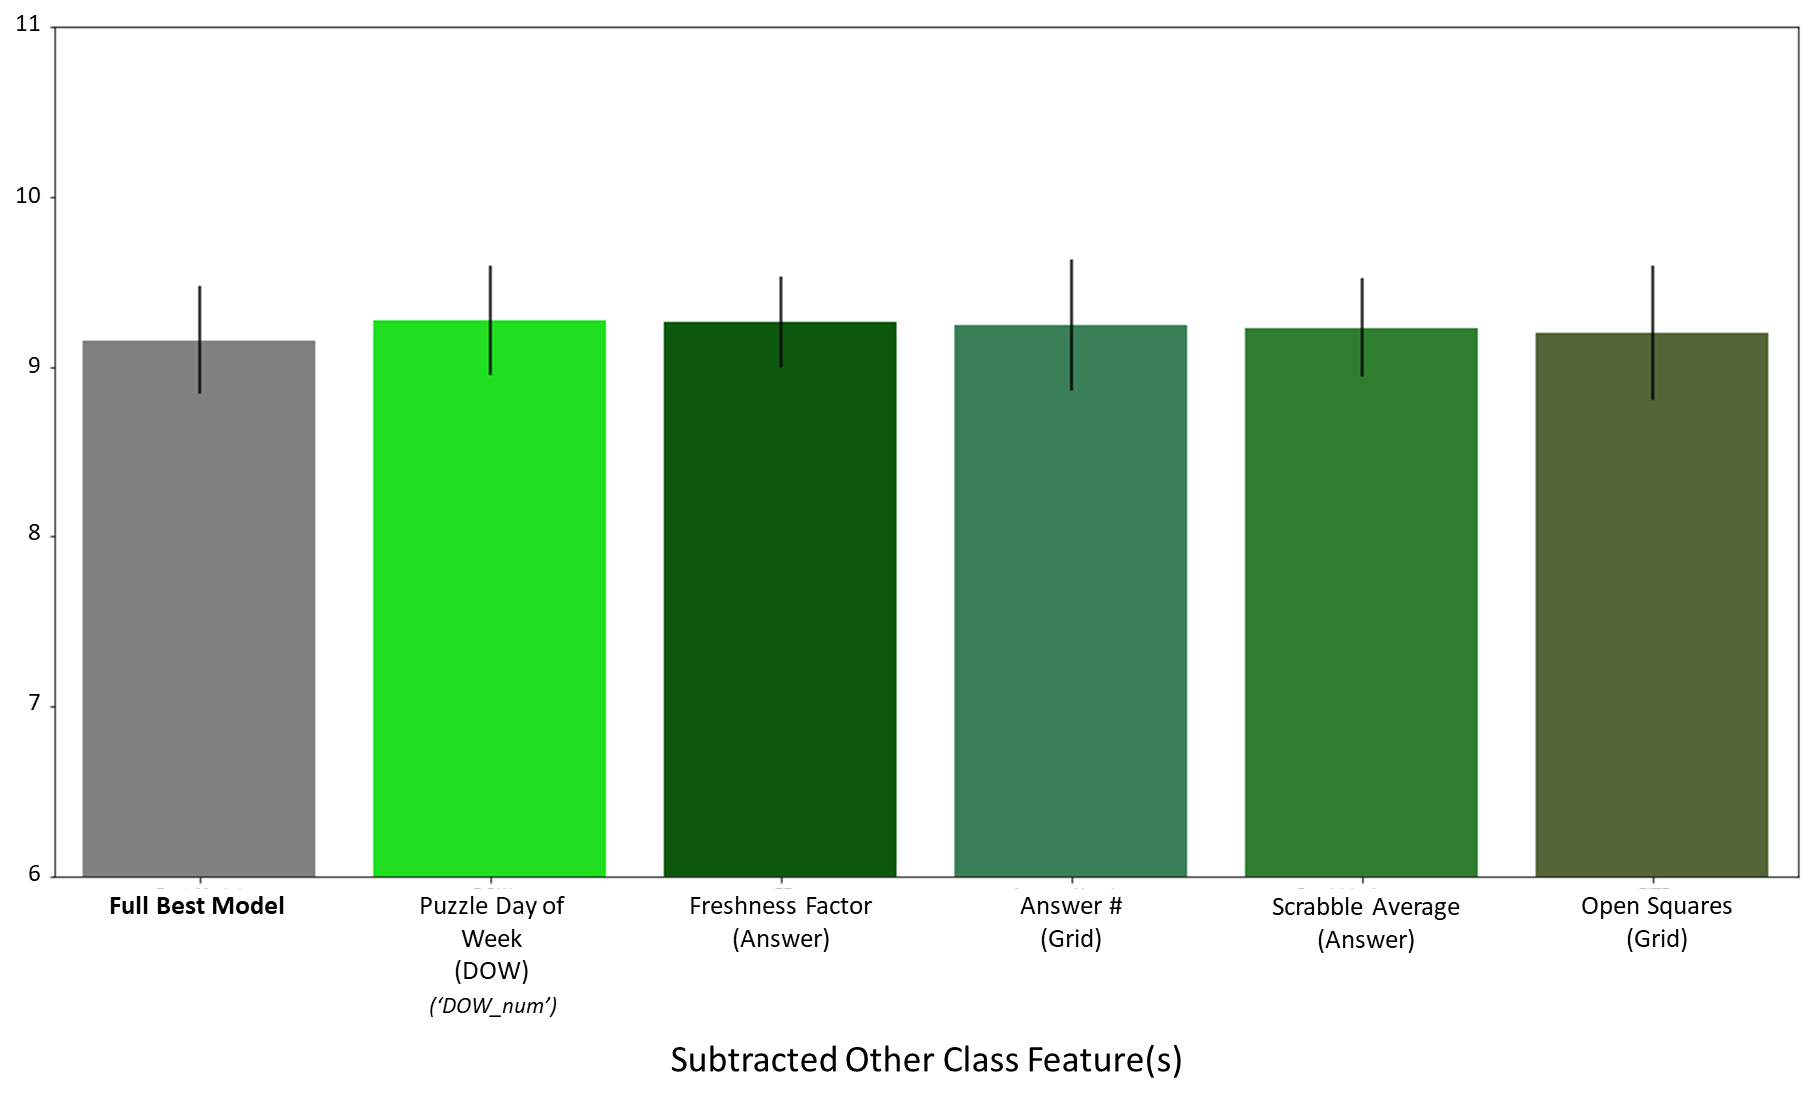 11
10
9
8
7
6
Full Best Model
Puzzle Day of
Week
(DOW)
(‘DOW_num’)
Freshness Factor
(Answer)
Answer #
(Grid)
Scrabble Average
(Answer)
Open Squares
(Grid)
Subtracted Other Class Feature(s)